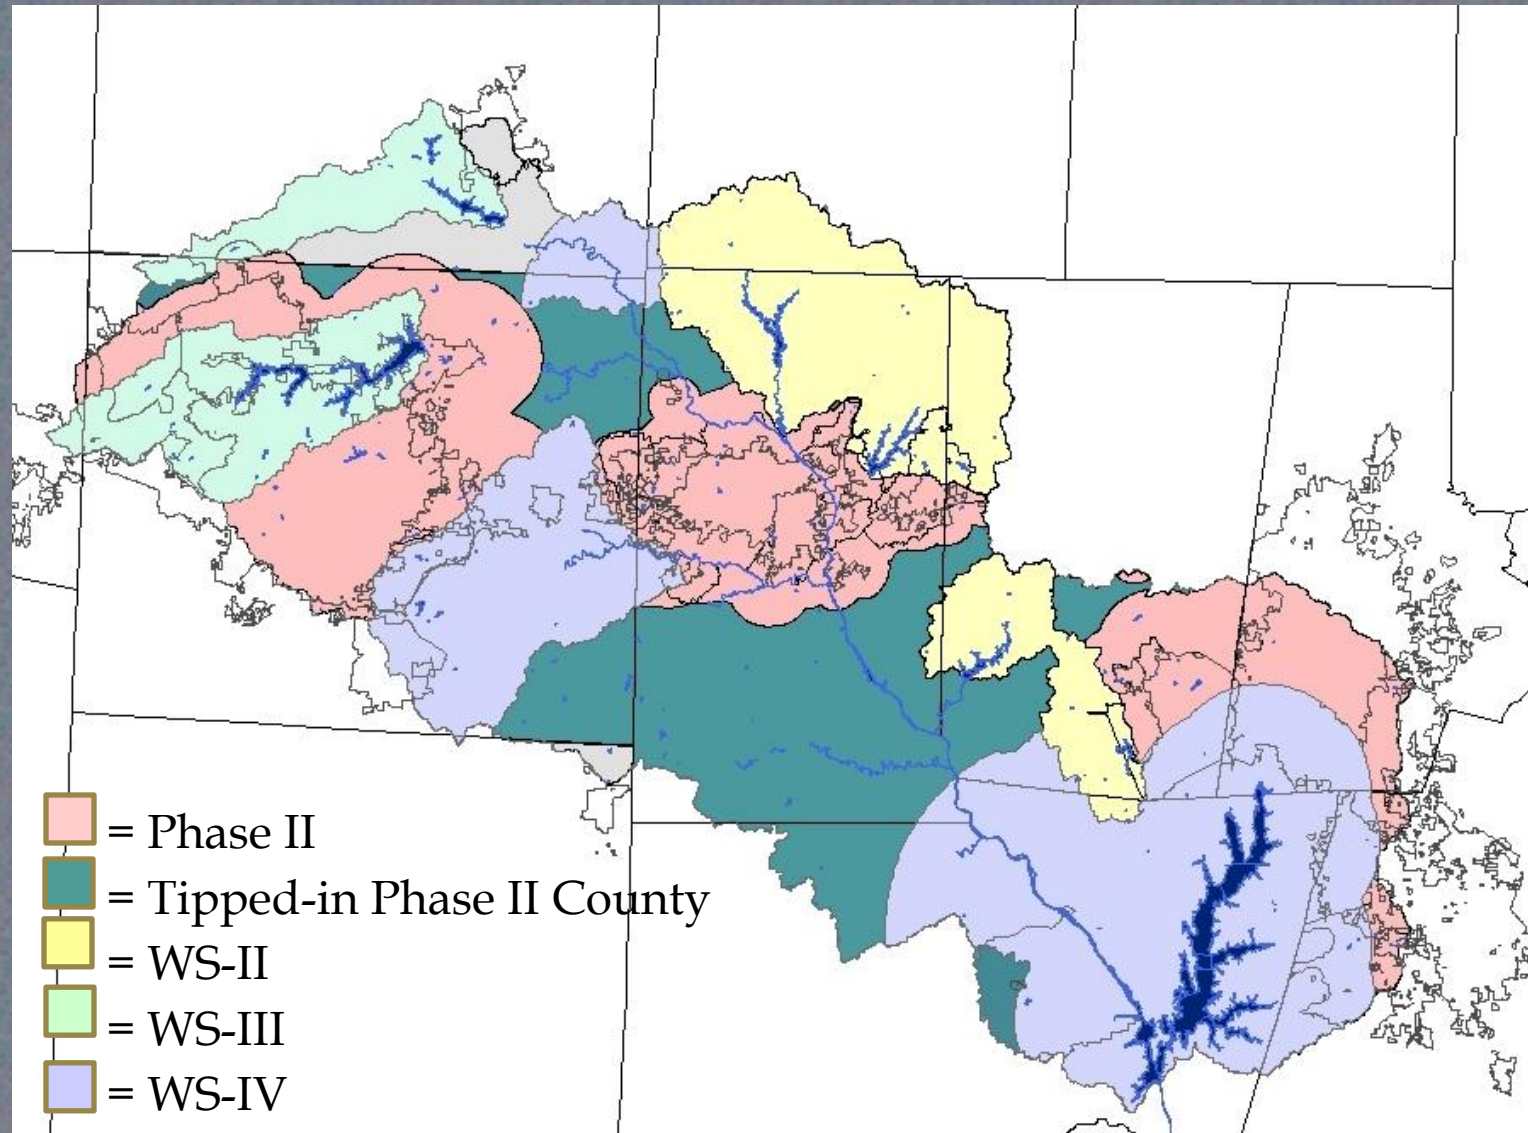 = Phase II
= Tipped-in Phase II County
= WS-II
= WS-III
= WS-IV